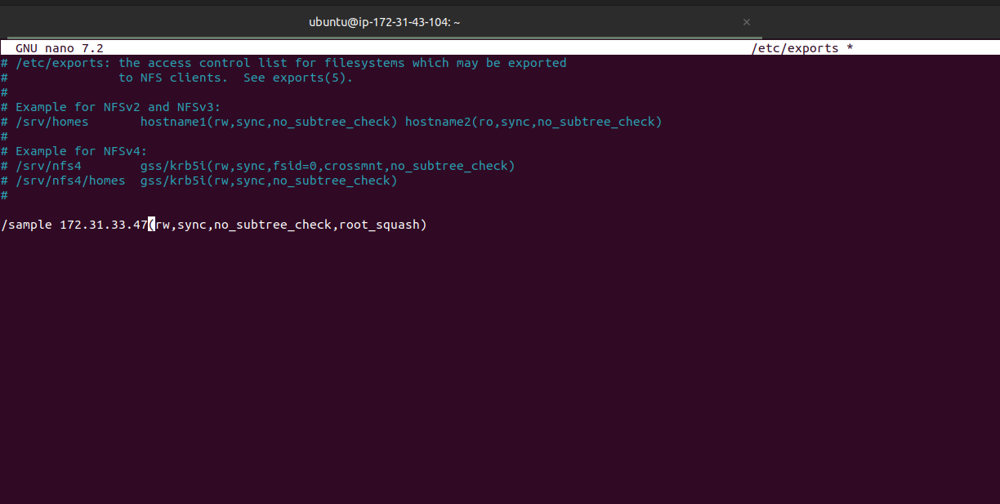 ubuntu@ip-172-31-43-104: ~ ×
GNU nano 7.2 /etc/exports *
# /etc/exports: the access control list for filesystems which may be exported
#               to NFS clients.  See exports(5).
#
# Example for NFSv2 and NFSv3:
# /srv/homes       hostname1(rw,sync,no_subtree_check) hostname2(ro,sync,no_subtree_check)
#
# Example for NFSv4:
# /srv/nfs4        gss/krb5i(rw,sync,fsid=0,crossmnt,no_subtree_check)
# /srv/nfs4/homes  gss/krb5i(rw,sync,no_subtree_check)
#
/sample 172.31.33.47(rw,sync,no_subtree_check,root_squash)